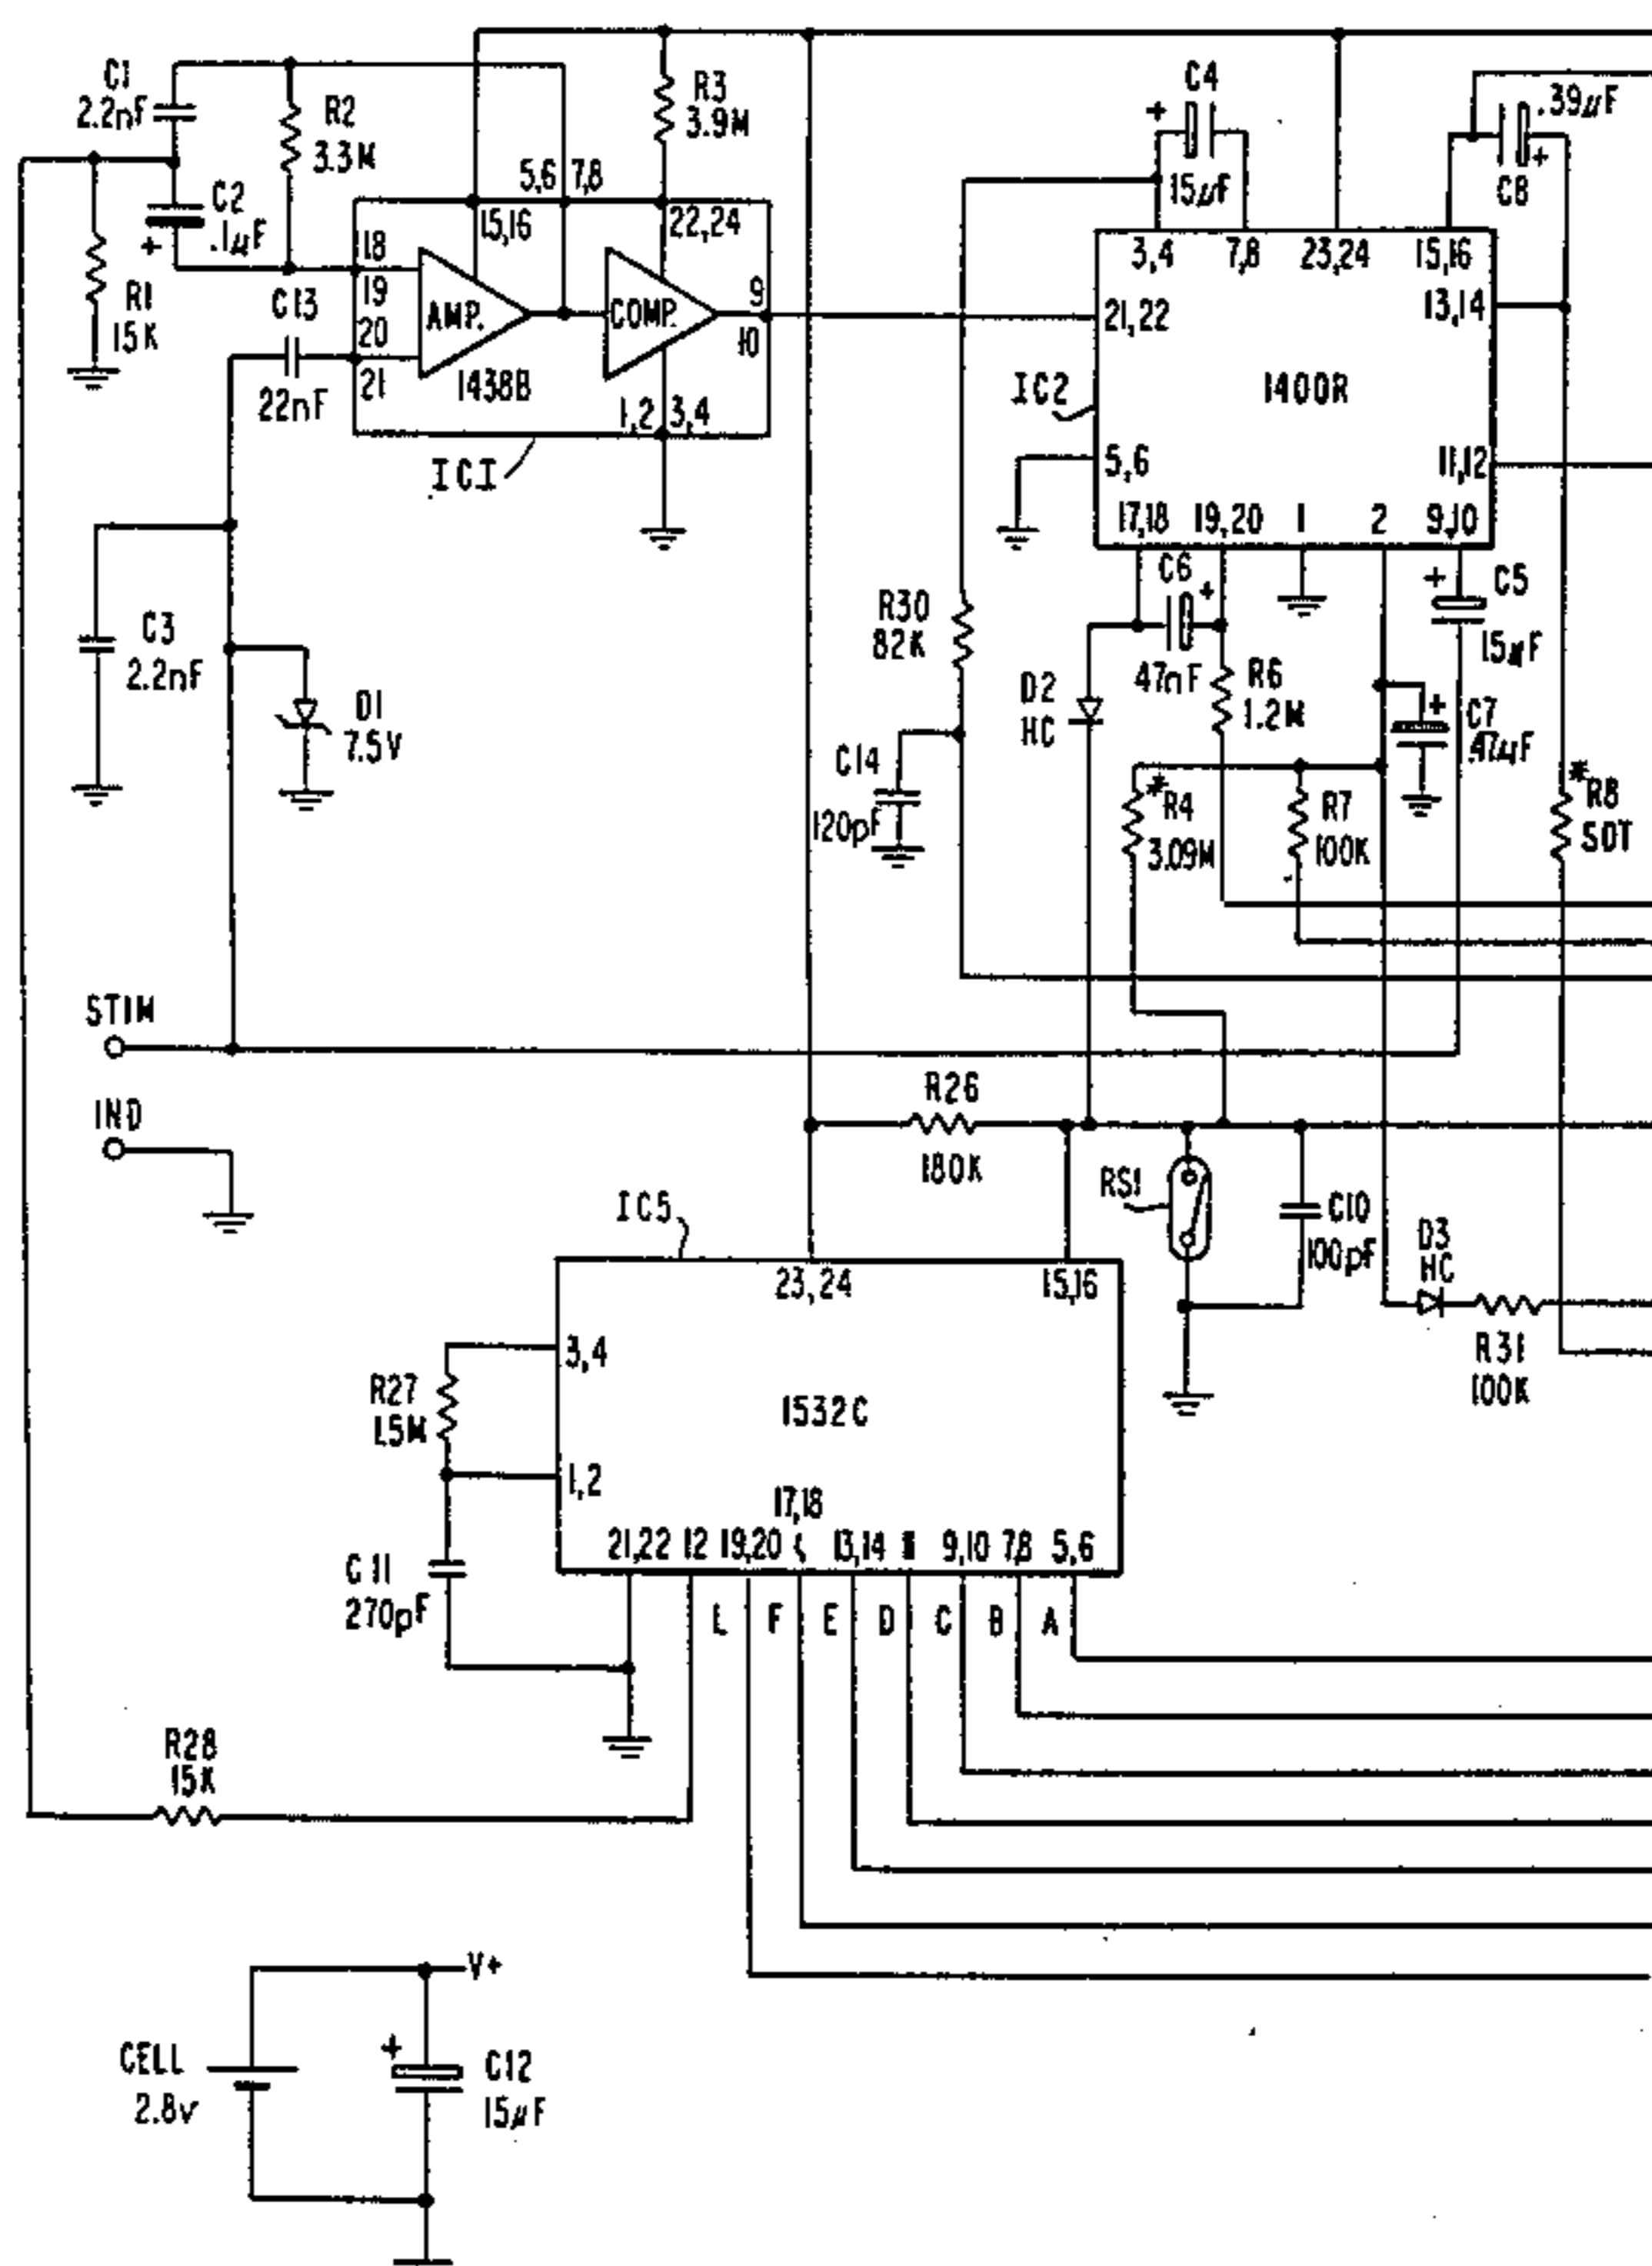 C1
2.2nF
R2
3.3M
R3
3.9M
C4
+
15µF
.39µF
+
C8
C2
.1µF
+
R1
15K
5,6
7,8
15,16
22,24
18
19
20
21
AMP.
COMP.
9
10
1438B
1,2
3,4
C13
22nF
IC1
3,4
7,8
23,24
15,16
21,22
13,14
IC2
1400R
5,6
11,12
17,18
19,20
1
2
9,10
C3
2.2nF
D1
7.5V
R30
82K
C14
120pF
D2
HC
C6
+
47nF
R6
1.2M
+
C5
15µF
+
C7
.47µF
*R4
3.09M
R7
100K
*R8
SOT
STIM
IND
R26
180K
RS1
C10
100pF
D3
HC
R31
100K
IC5
23,24
15,16
3,4
1532C
R27
1.5M
1,2
17,18
21,22
12
19,20
13,14
11
9,10
7,8
5,6
C11
270pF
L
F
E
D
C
B
A
R28
15K
V+
CELL
2.8v
+
C12
15µF